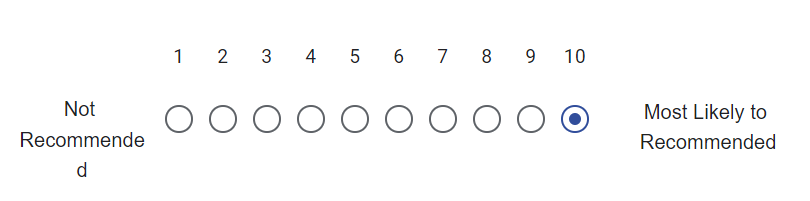 1 2 3 4 5 6 7 8 9 10
Not
Recommende
d
Most Likely to
Recommended